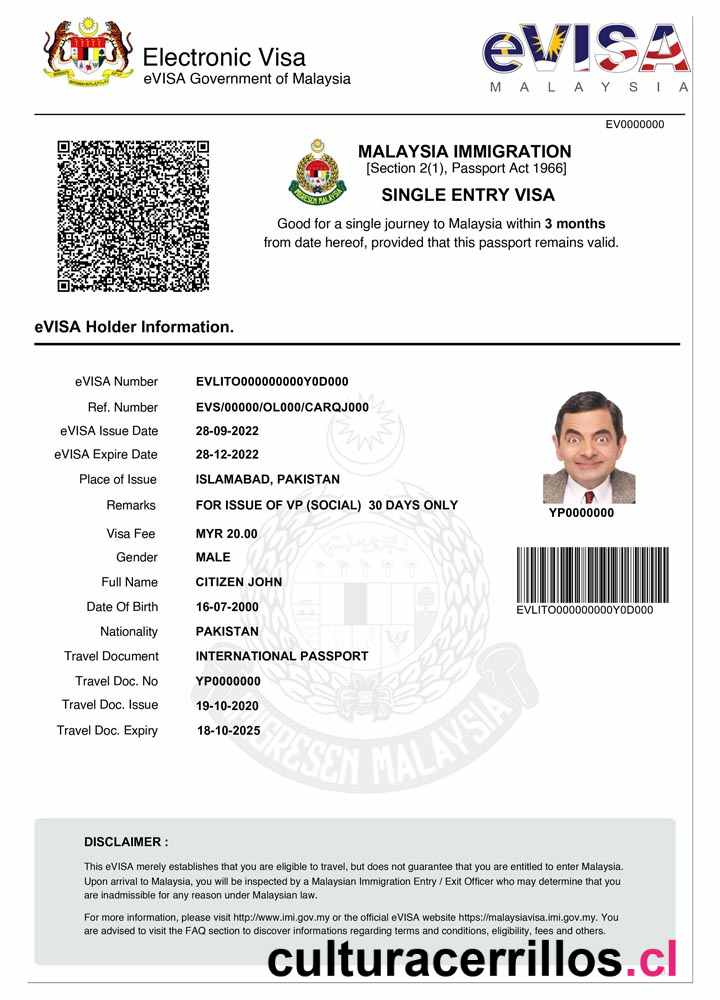 Electronic Visa
eVISA Government of Malaysia
eVISA
MALAYSIA
EV0000000
MALAYSIA IMMIGRATION
[Section 2(1), Passport Act 1966]
SINGLE ENTRY VISA
Good for a single journey to Malaysia within 3 months
from date hereof, provided that this passport remains valid.
eVISA Holder Information.
eVISA Number EVLITO000000000Y0D000
Ref. Number EVS/00000/OL000/CARQJ000
eVISA Issue Date 28-09-2022
eVISA Expire Date 28-12-2022
Place of Issue ISLAMABAD, PAKISTAN
Remarks FOR ISSUE OF VP (SOCIAL) 30 DAYS ONLY
YP0000000
Visa Fee MYR 20.00
Gender MALE
Full Name CITIZEN JOHN
EVLITO000000000Y0D000
Date Of Birth 16-07-2000
Nationality PAKISTAN
Travel Document INTERNATIONAL PASSPORT
Travel Doc. No YP0000000
Travel Doc. Issue 19-10-2020
Travel Doc. Expiry 18-10-2025
IMIGRESEN MALAYSIA
DISCLAIMER :
This eVISA merely establishes that you are eligible to travel, but does not guarantee that you are entitled to enter Malaysia.
Upon arrival to Malaysia, you will be inspected by a Malaysian Immigration Entry / Exit Officer who may determine that you
are inadmissible for any reason under Malaysian law.
For more information, please visit http://www.imi.gov.my or the official eVISA website https://malaysiavisa.imi.gov.my. You
are advised to visit the FAQ section to discover informations regarding terms and conditions, eligibility, fees and others.
culturacerrillos.cl